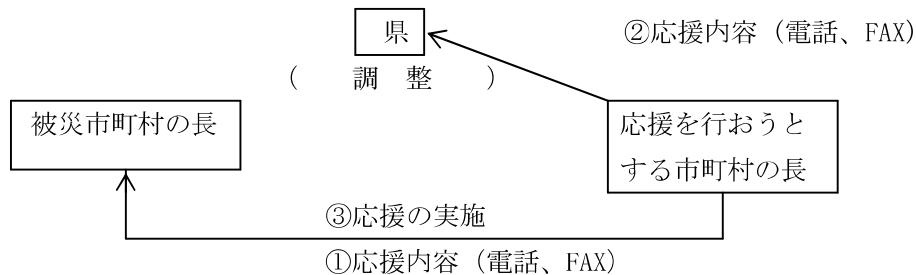 県
②応援内容（電話、FAX）
（　　調　整　　）
被災市町村の長
応援を行おうと
する市町村の長
③応援の実施
①応援内容（電話、FAX）